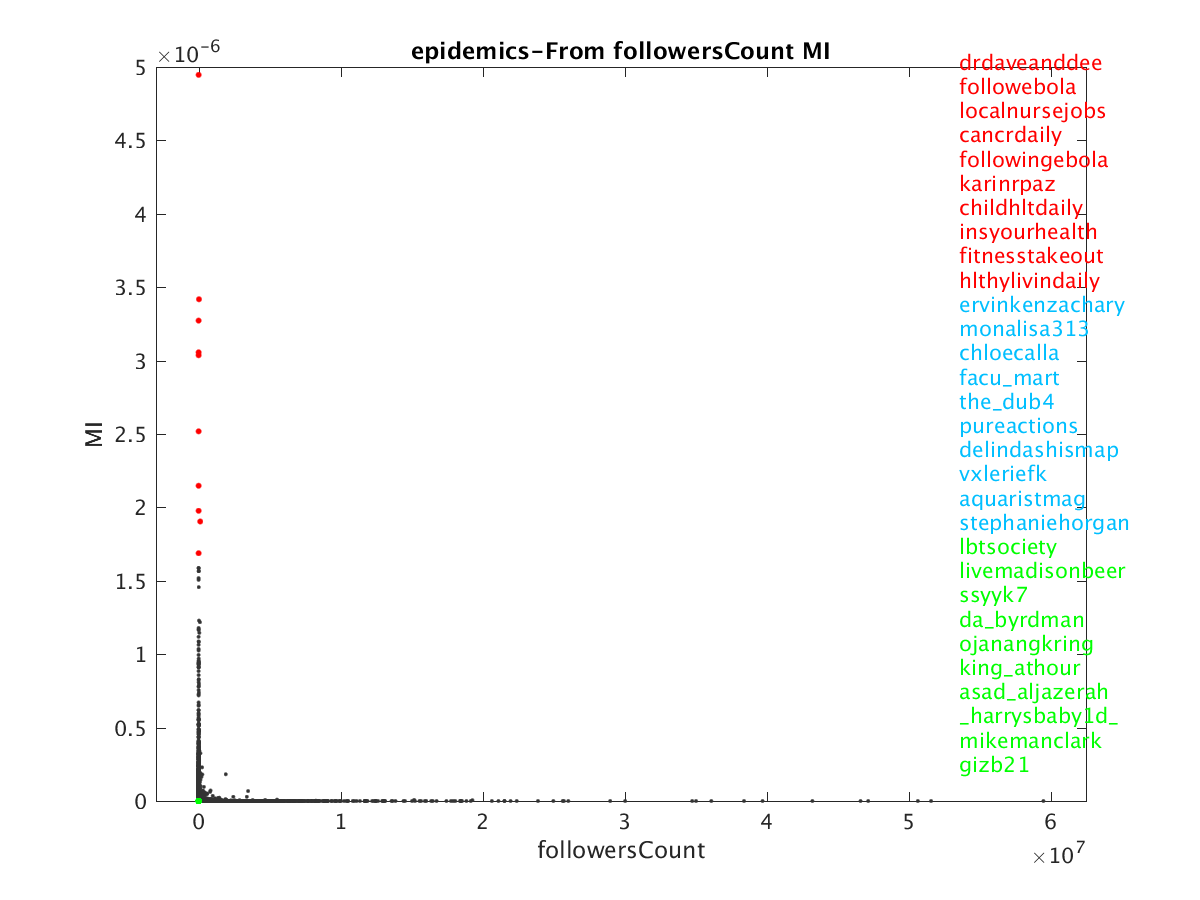 epidemics-From followersCount MI
×10^-6
5
4.5
4
3.5
3
2.5
2
1.5
1
0.5
0
MI
0 1 2 3 4 5 6
×10^7
followersCount
drdaveanddee
followebola
localnursejobs
cancrdaily
followingebola
karinrpaz
childhltdaily
insyourhealth
fitnesstakeout
hlthylivindaily
ervinkenzachary
monalisa313
chloecalla
facu_mart
the_dub4
pureactions
delindashismap
vxleriefk
aquaristmag
stephaniehorgan
lbtsociety
livemadisonbeer
ssyyk7
da_byrdman
ojanangkring
king_athour
asad_aljazerah
_harrysbaby1d_
mikemanclark
gizb21